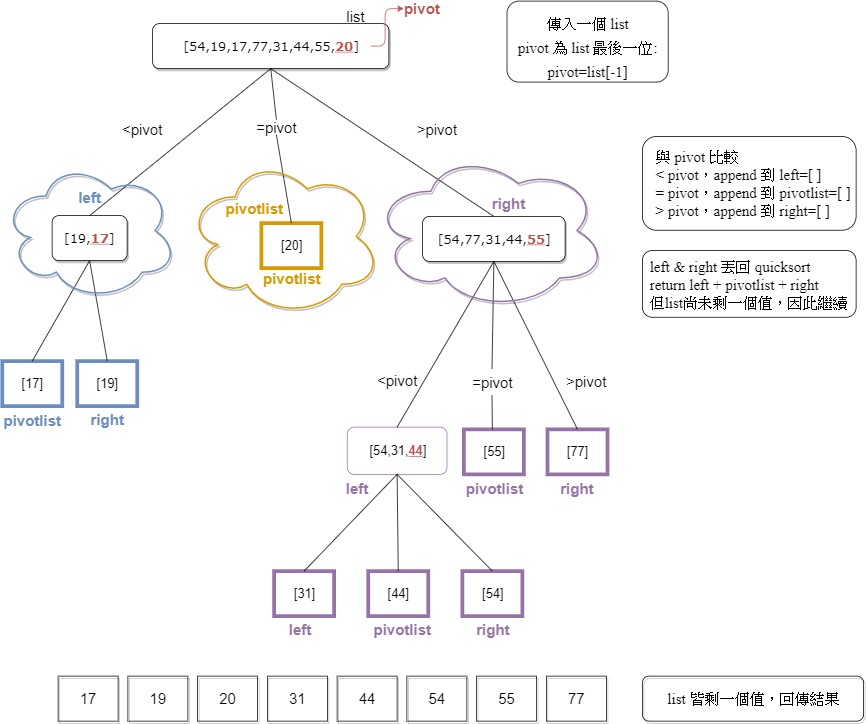 list
pivot
[54,19,17,77,31,44,55,20]
傳入一個 list
pivot 為 list 最後一位:
pivot=list[-1]
<pivot
=pivot
>pivot
與 pivot 比較
< pivot，append 到 left=[ ]
= pivot，append 到 pivotlist=[ ]
> pivot，append 到 right=[ ]
left
pivotlist
right
[19,17]
[20]
[54,77,31,44,55]
pivotlist
left & right 丟回 quicksort
return left + pivotlist + right
但list尚未剩一個值，因此繼續
[17]
[19]
<pivot
=pivot
>pivot
pivotlist
right
[54,31,44]
[55]
[77]
left
pivotlist
right
[31]
[44]
[54]
left
pivotlist
right
17
19
20
31
44
54
55
77
list 皆剩一個值，回傳結果